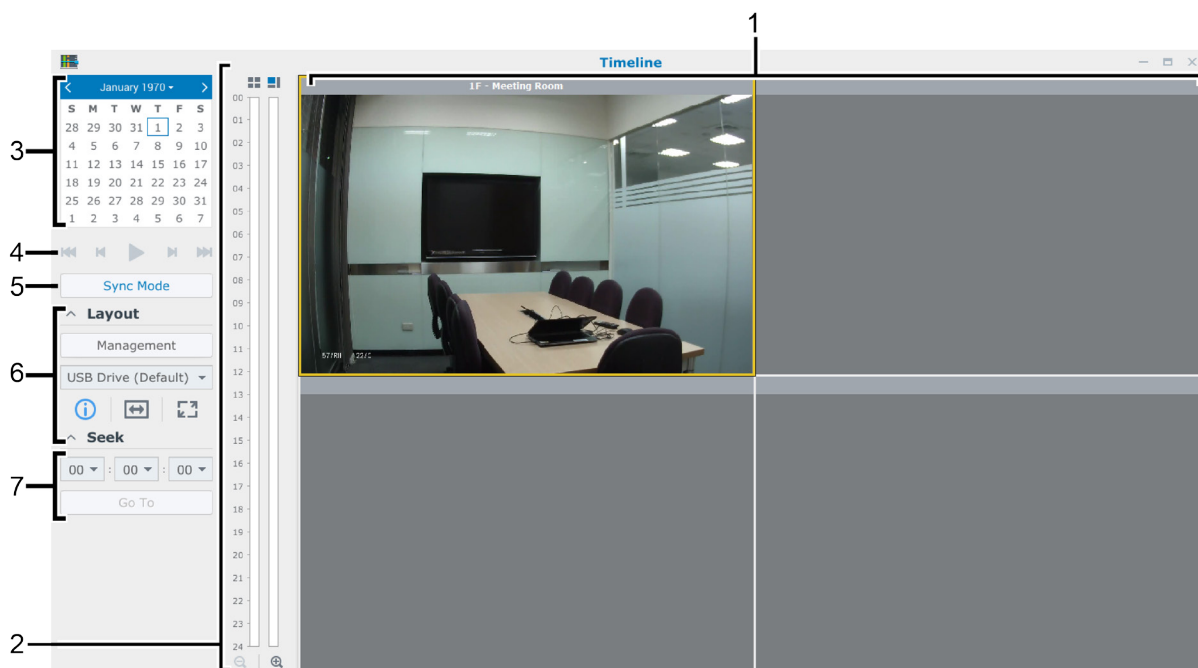 1
Timeline
January 1970
S M T W T F S
28 29 30 31 1 2 3
4 5 6 7 8 9 10
11 12 13 14 15 16 17
18 19 20 21 22 23 24
25 26 27 28 29 30 31
1 2 3 4 5 6 7
3
4
5
Sync Mode
Layout
Management
6
USB Drive (Default)
Seek
00 : 00 : 00
7
Go To
2
00
01
02
03
04
05
06
07
08
09
10
11
12
13
14
15
16
17
18
19
20
21
22
23
24
1F - Meeting Room